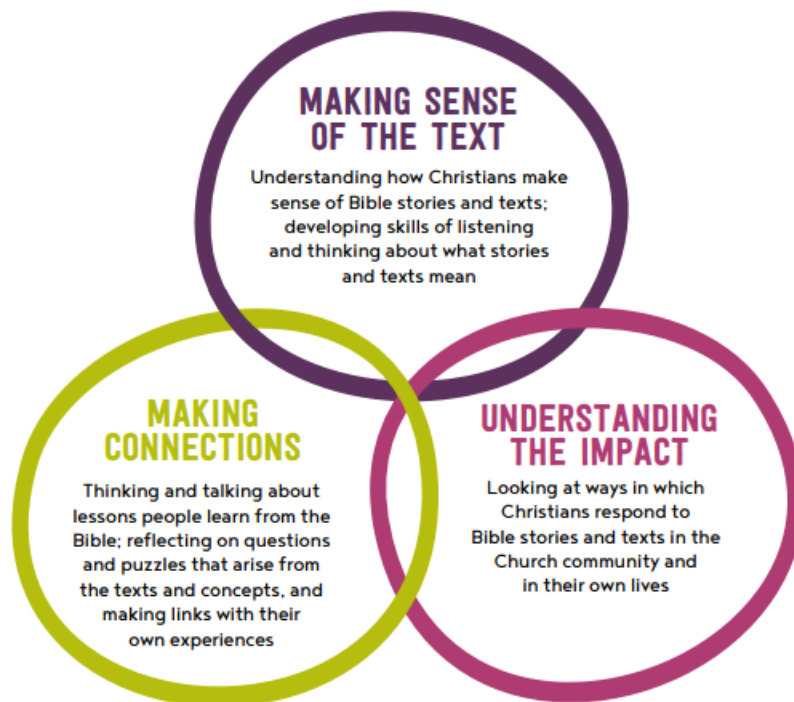 MAKING SENSE
OF THE TEXT
Understanding how Christians make
sense of Bible stories and texts;
developing skills of listening
and thinking about what stories
and texts mean
MAKING
CONNECTIONS
Thinking and talking about
lessons people learn from the
Bible; reflecting on questions
and puzzles that arise from
the texts and concepts, and
making links with their
own experiences
UNDERSTANDING
THE IMPACT
Looking at ways in which
Christians respond to
Bible stories and texts in the
Church community and
in their own lives